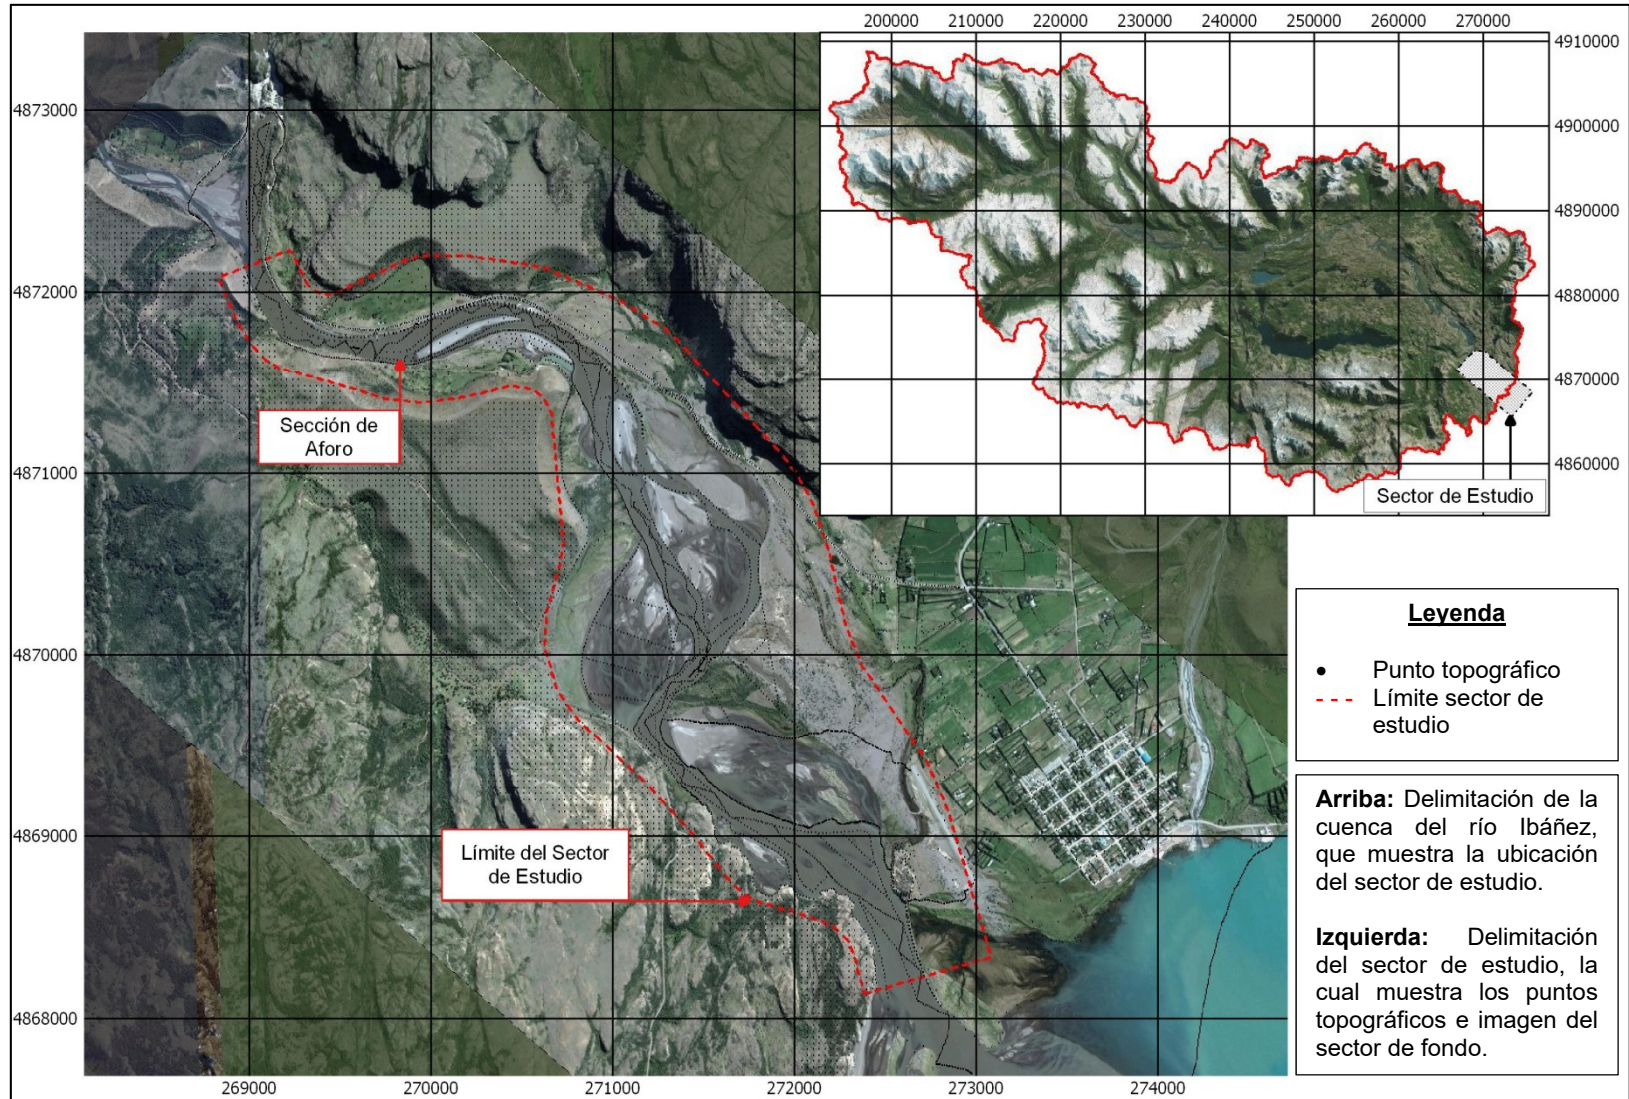 200000 210000 220000 230000 240000 250000 260000 270000
4910000
4900000
4890000
4880000
4870000
4860000
Sector de Estudio
4873000
4872000
4871000
4870000
4869000
4868000
Sección de
Aforo
Límite del Sector
de Estudio
269000 270000 271000 272000 273000 274000
Leyenda
• Punto topográfico
Límite sector de
estudio
Arriba: Delimitación de la
cuenca del río Ibáñez,
que muestra la ubicación
del sector de estudio.
Izquierda: Delimitación
del sector de estudio, la
cual muestra los puntos
topográficos e imagen del
sector de fondo.